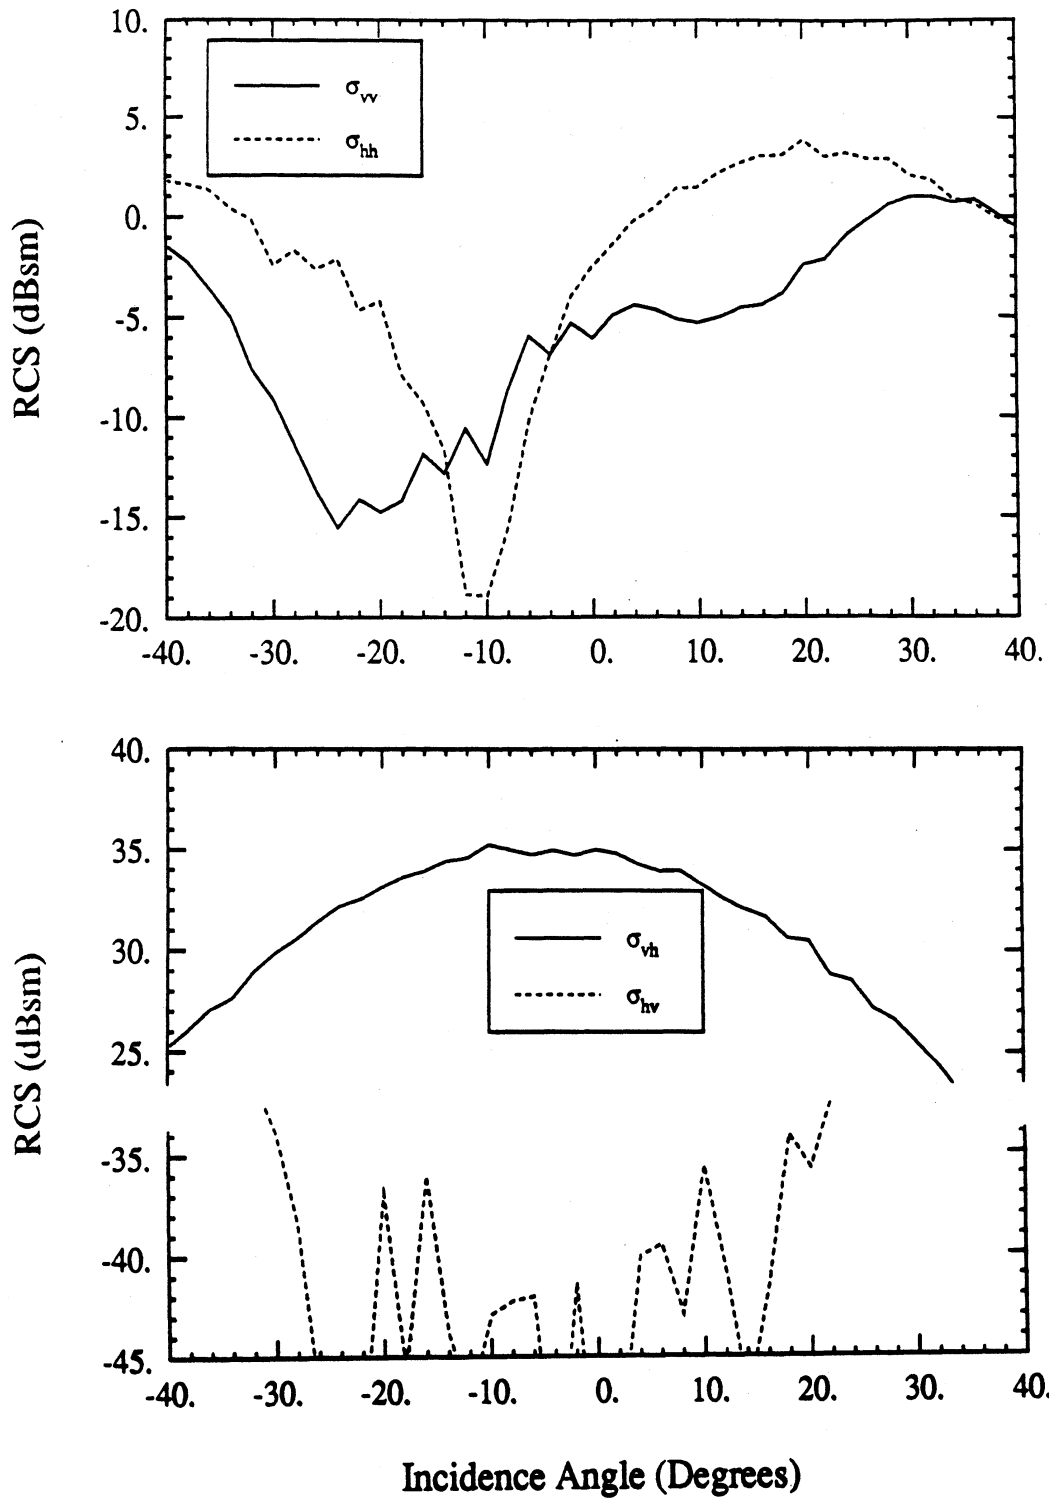 10.
5.
0.
-5.
-10.
-15.
-20.
RCS (dBsm)
σvv
σhh
-40. -30. -20. -10. 0. 10. 20. 30. 40.
40.
35.
30.
25.
-35.
-40.
-45.
RCS (dBsm)
σvh
σhv
-40. -30. -20. -10. 0. 10. 20. 30. 40.
Incidence Angle (Degrees)